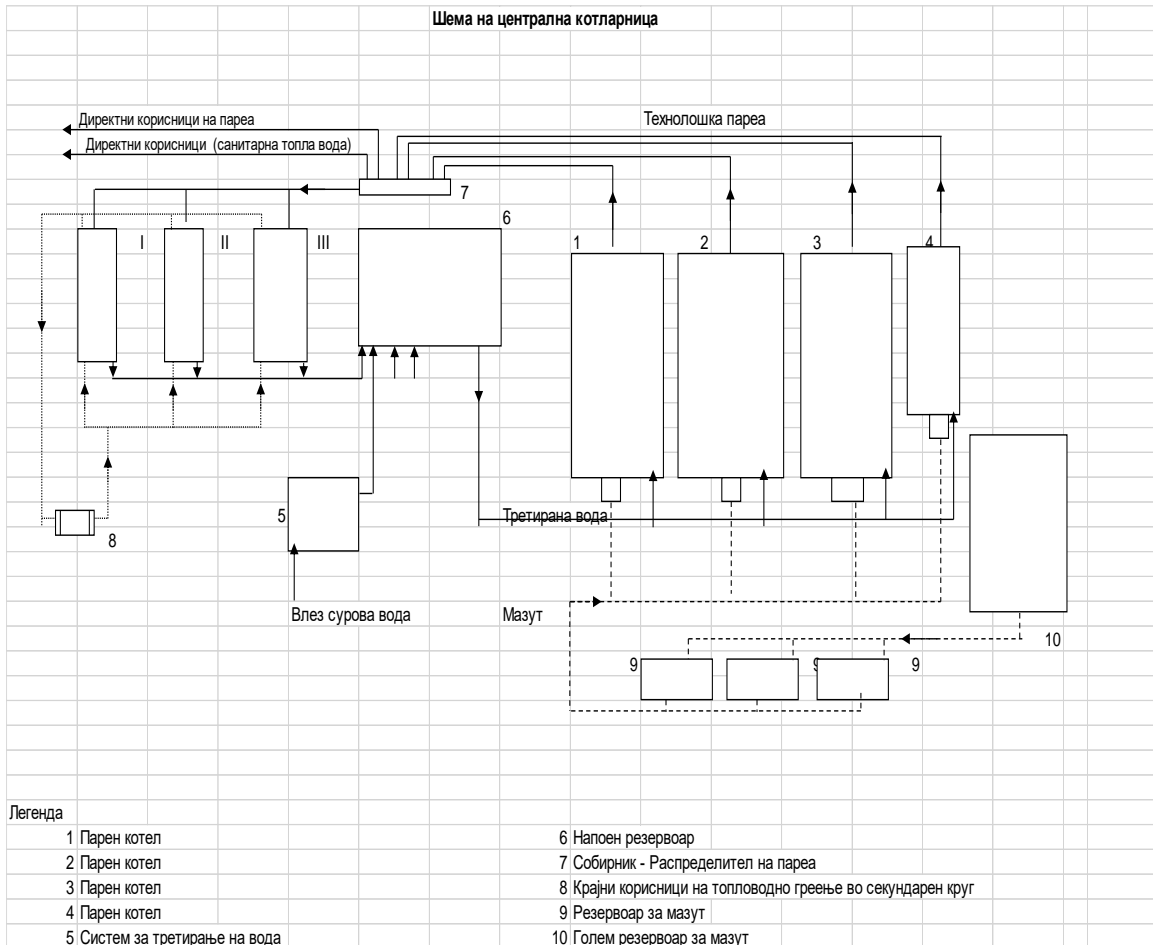 Шема на централна котларница
Директни корисници на пареа
Технолошка пареа
Директни корисници (санитарна топла вода)
7
6
I
II
III
1
2
3
4
5
Третирана вода
8
Влез сурова вода
Мазут
10
9
9
9
Легенда
1 Парен котел
6 Напоен резервоар
2 Парен котел
7 Собирник - Распределител на пареа
3 Парен котел
8 Крајни корисници на топловодно греење во секундарен круг
4 Парен котел
9 Резервоар за мазут
5 Систем за третирање на вода
10 Голем резервоар за мазут